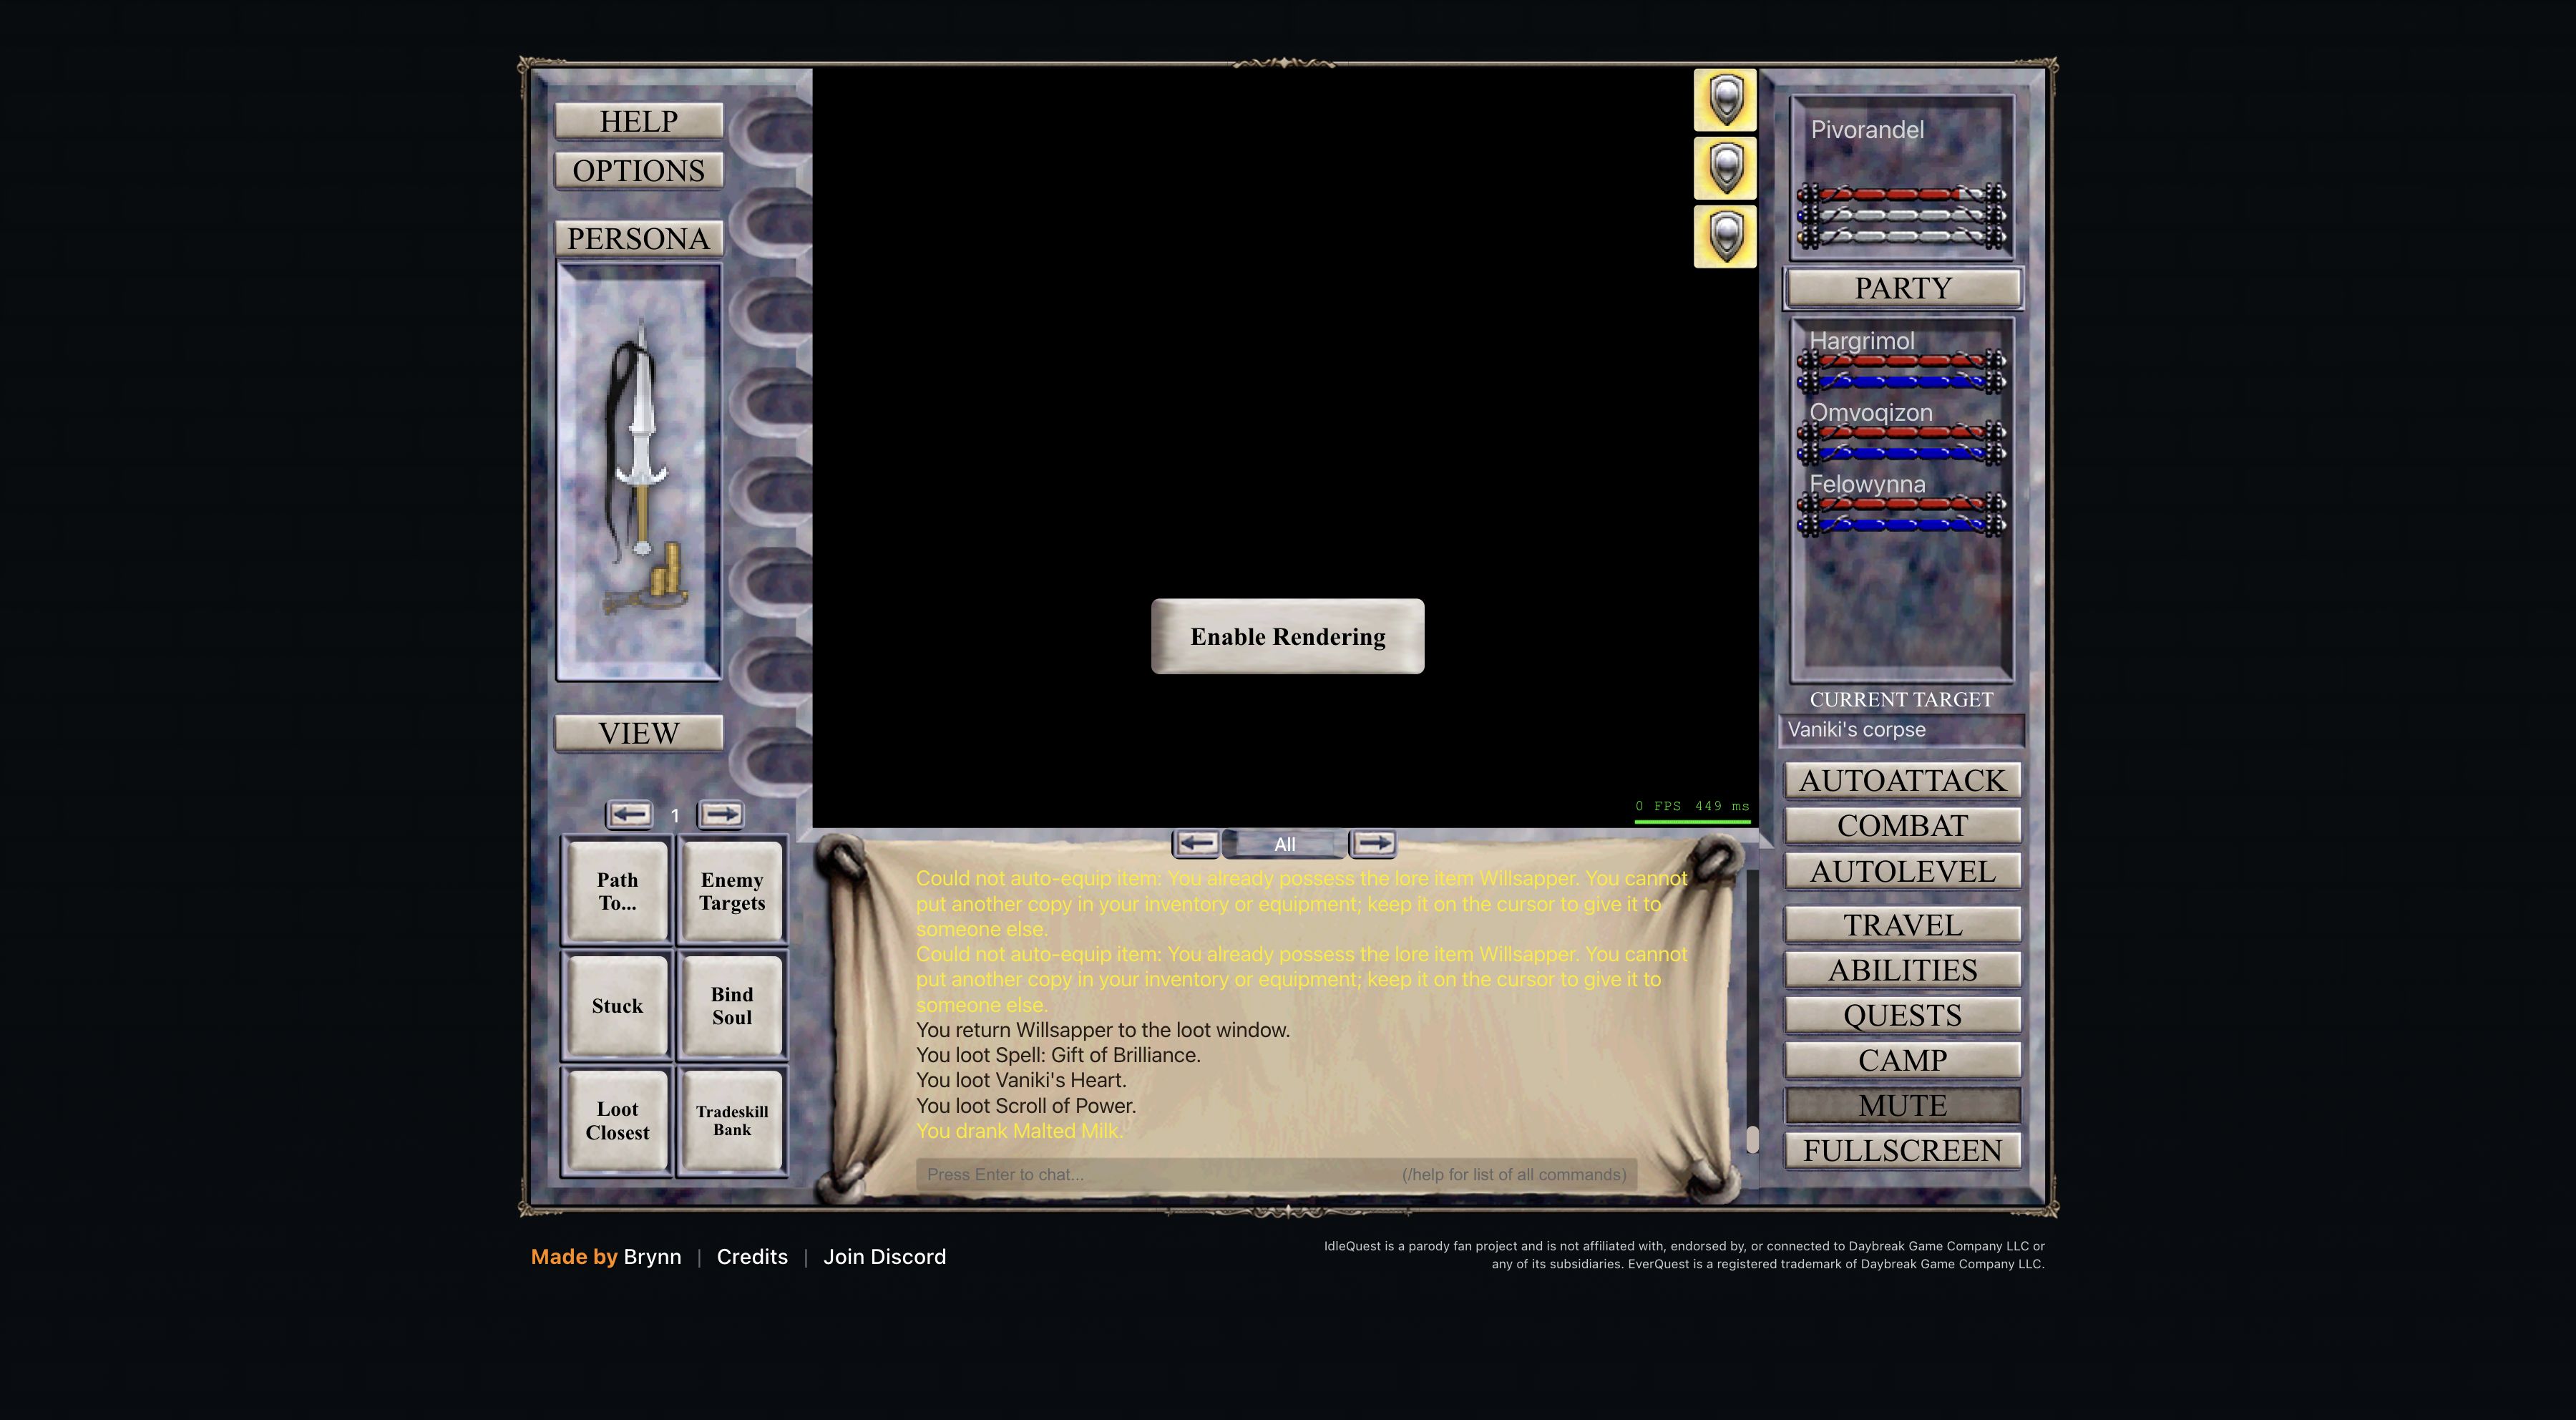 HELP
OPTIONS
PERSONA
VIEW
1
Path
To...
Enemy
Targets
Stuck
Bind
Soul
Loot
Closest
Tradeskill
Bank
Enable Rendering
0 FPS 449 ms
All
Could not auto-equip item: You already possess the lore item Willsapper. You cannot
put another copy in your inventory or equipment; keep it on the cursor to give it to
someone else.
Could not auto-equip item: You already possess the lore item Willsapper. You cannot
put another copy in your inventory or equipment; keep it on the cursor to give it to
someone else.
You return Willsapper to the loot window.
You loot Spell: Gift of Brilliance.
You loot Vaniki's Heart.
You loot Scroll of Power.
You drank Malted Milk.
Press Enter to chat... (/help for list of all commands)
Pivorandel
PARTY
Hargrimol
Omvoqizon
Felowynna
CURRENT TARGET
Vaniki's corpse
AUTOATTACK
COMBAT
AUTOLEVEL
TRAVEL
ABILITIES
QUESTS
CAMP
MUTE
FULLSCREEN
Made by Brynn | Credits | Join Discord
IdleQuest is a parody fan project and is not affiliated with, endorsed by, or connected to Daybreak Game Company LLC or
any of its subsidiaries. EverQuest is a registered trademark of Daybreak Game Company LLC.